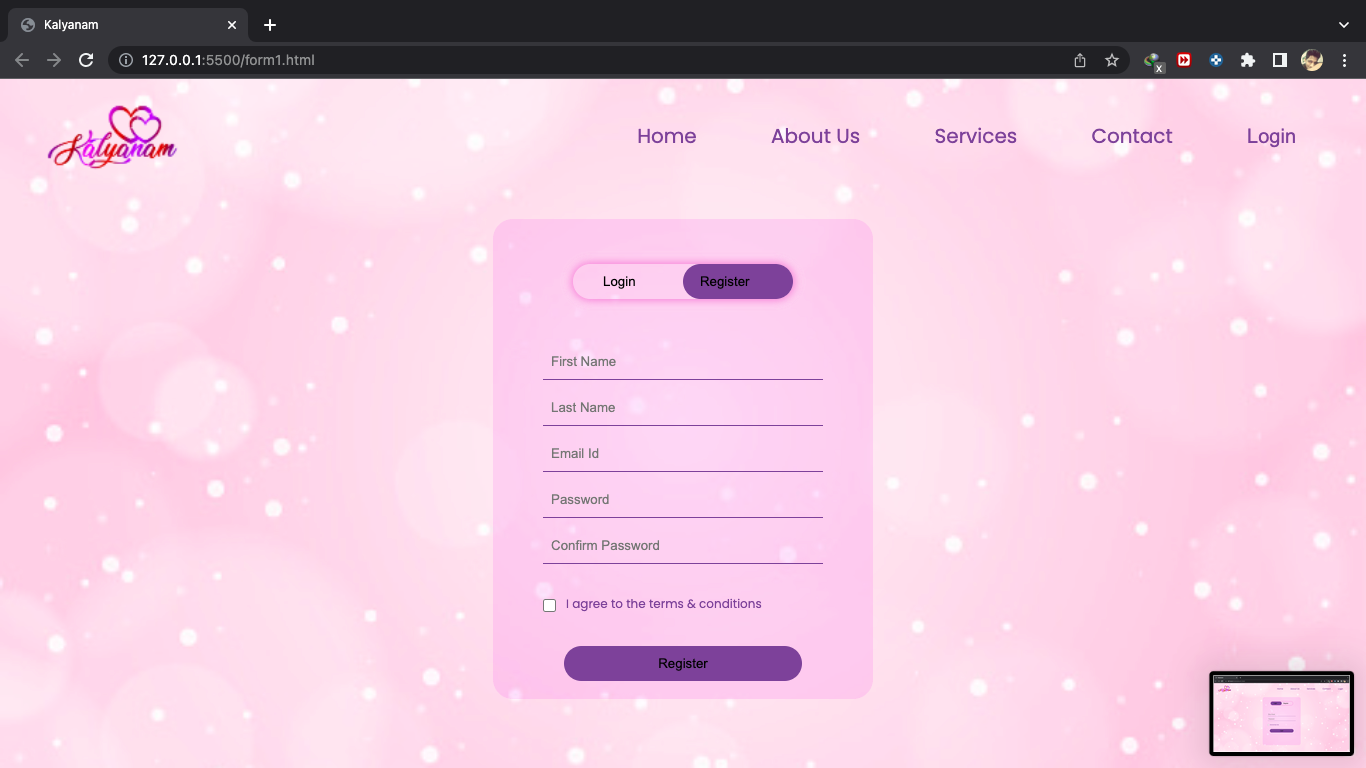 Kalyanam
127.0.0.1:5500/form1.html
X
Kalyanam
Home About Us Services Contact Login
Login Register
First Name
Last Name
Email Id
Password
Confirm Password
I agree to the terms & conditions
Register